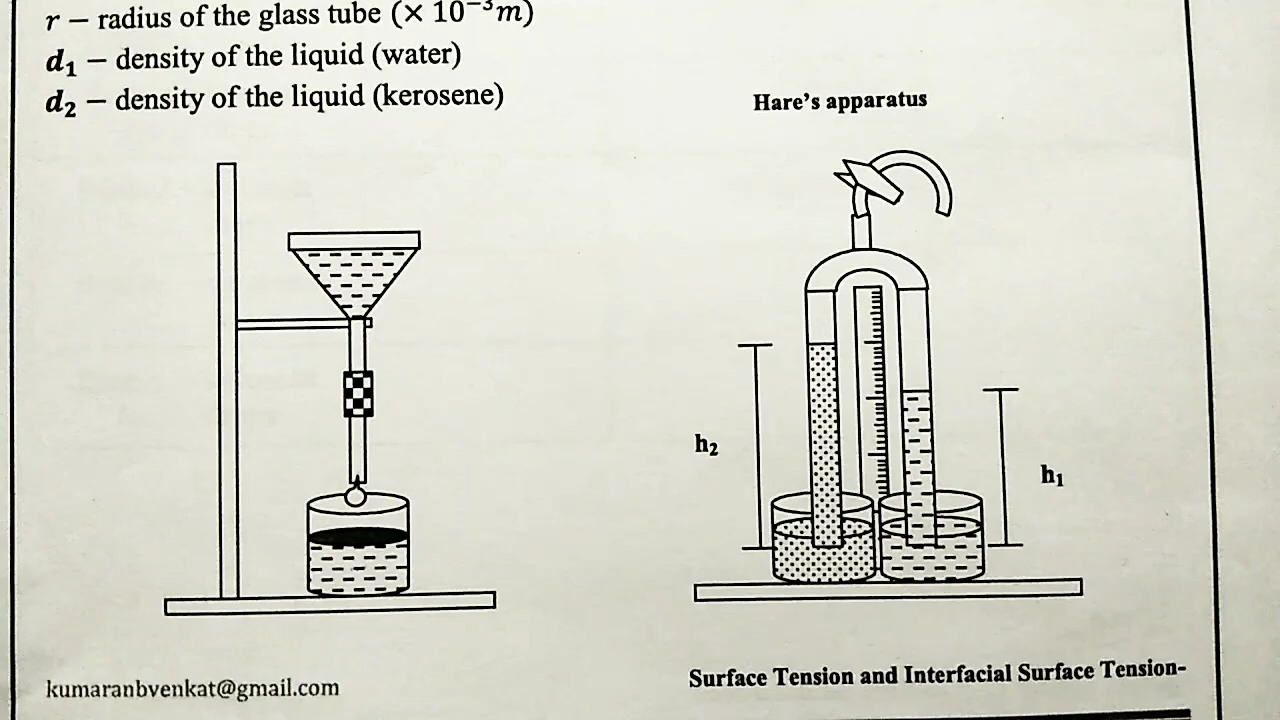 r – radius of the glass tube (× 10⁻³m)
d₁ – density of the liquid (water)
d₂ – density of the liquid (kerosene)
Hare's apparatus
h₂
h₁
kumaranbvenkat@gmail.com
Surface Tension and Interfacial Surface Tension-